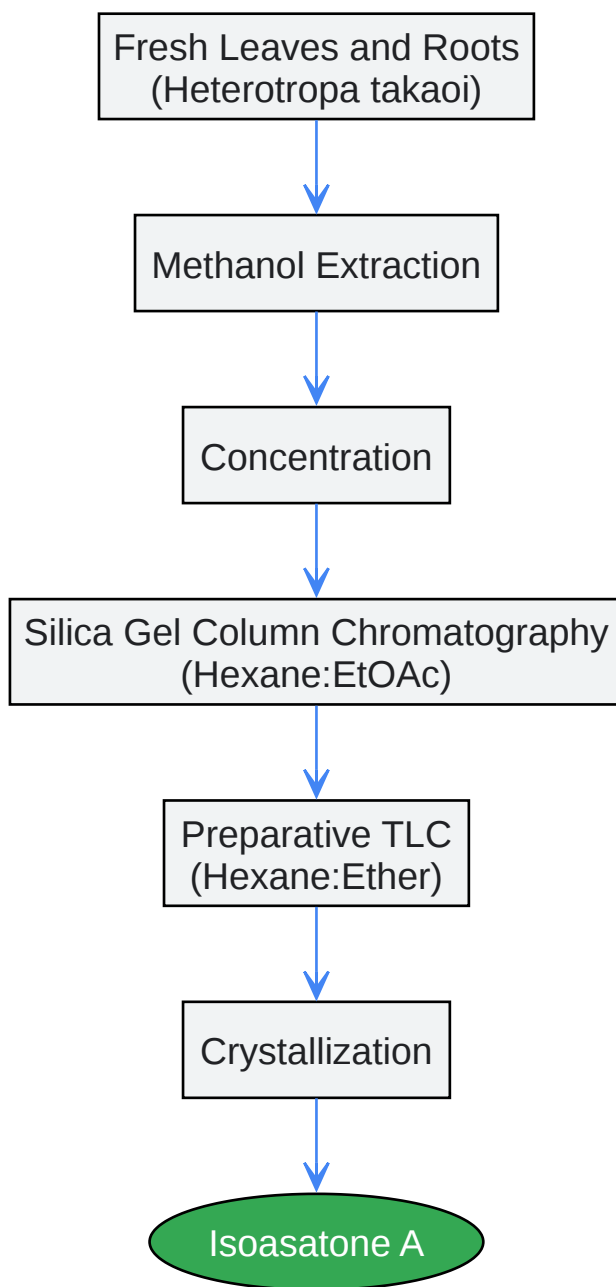 Fresh Leaves and Roots
(Heterotropa takaoi)
Methanol Extraction
Concentration
Silica Gel Column Chromatography
(Hexane:EtOAc)
Preparative TLC
(Hexane:Ether)
Crystallization
Isoasatone A